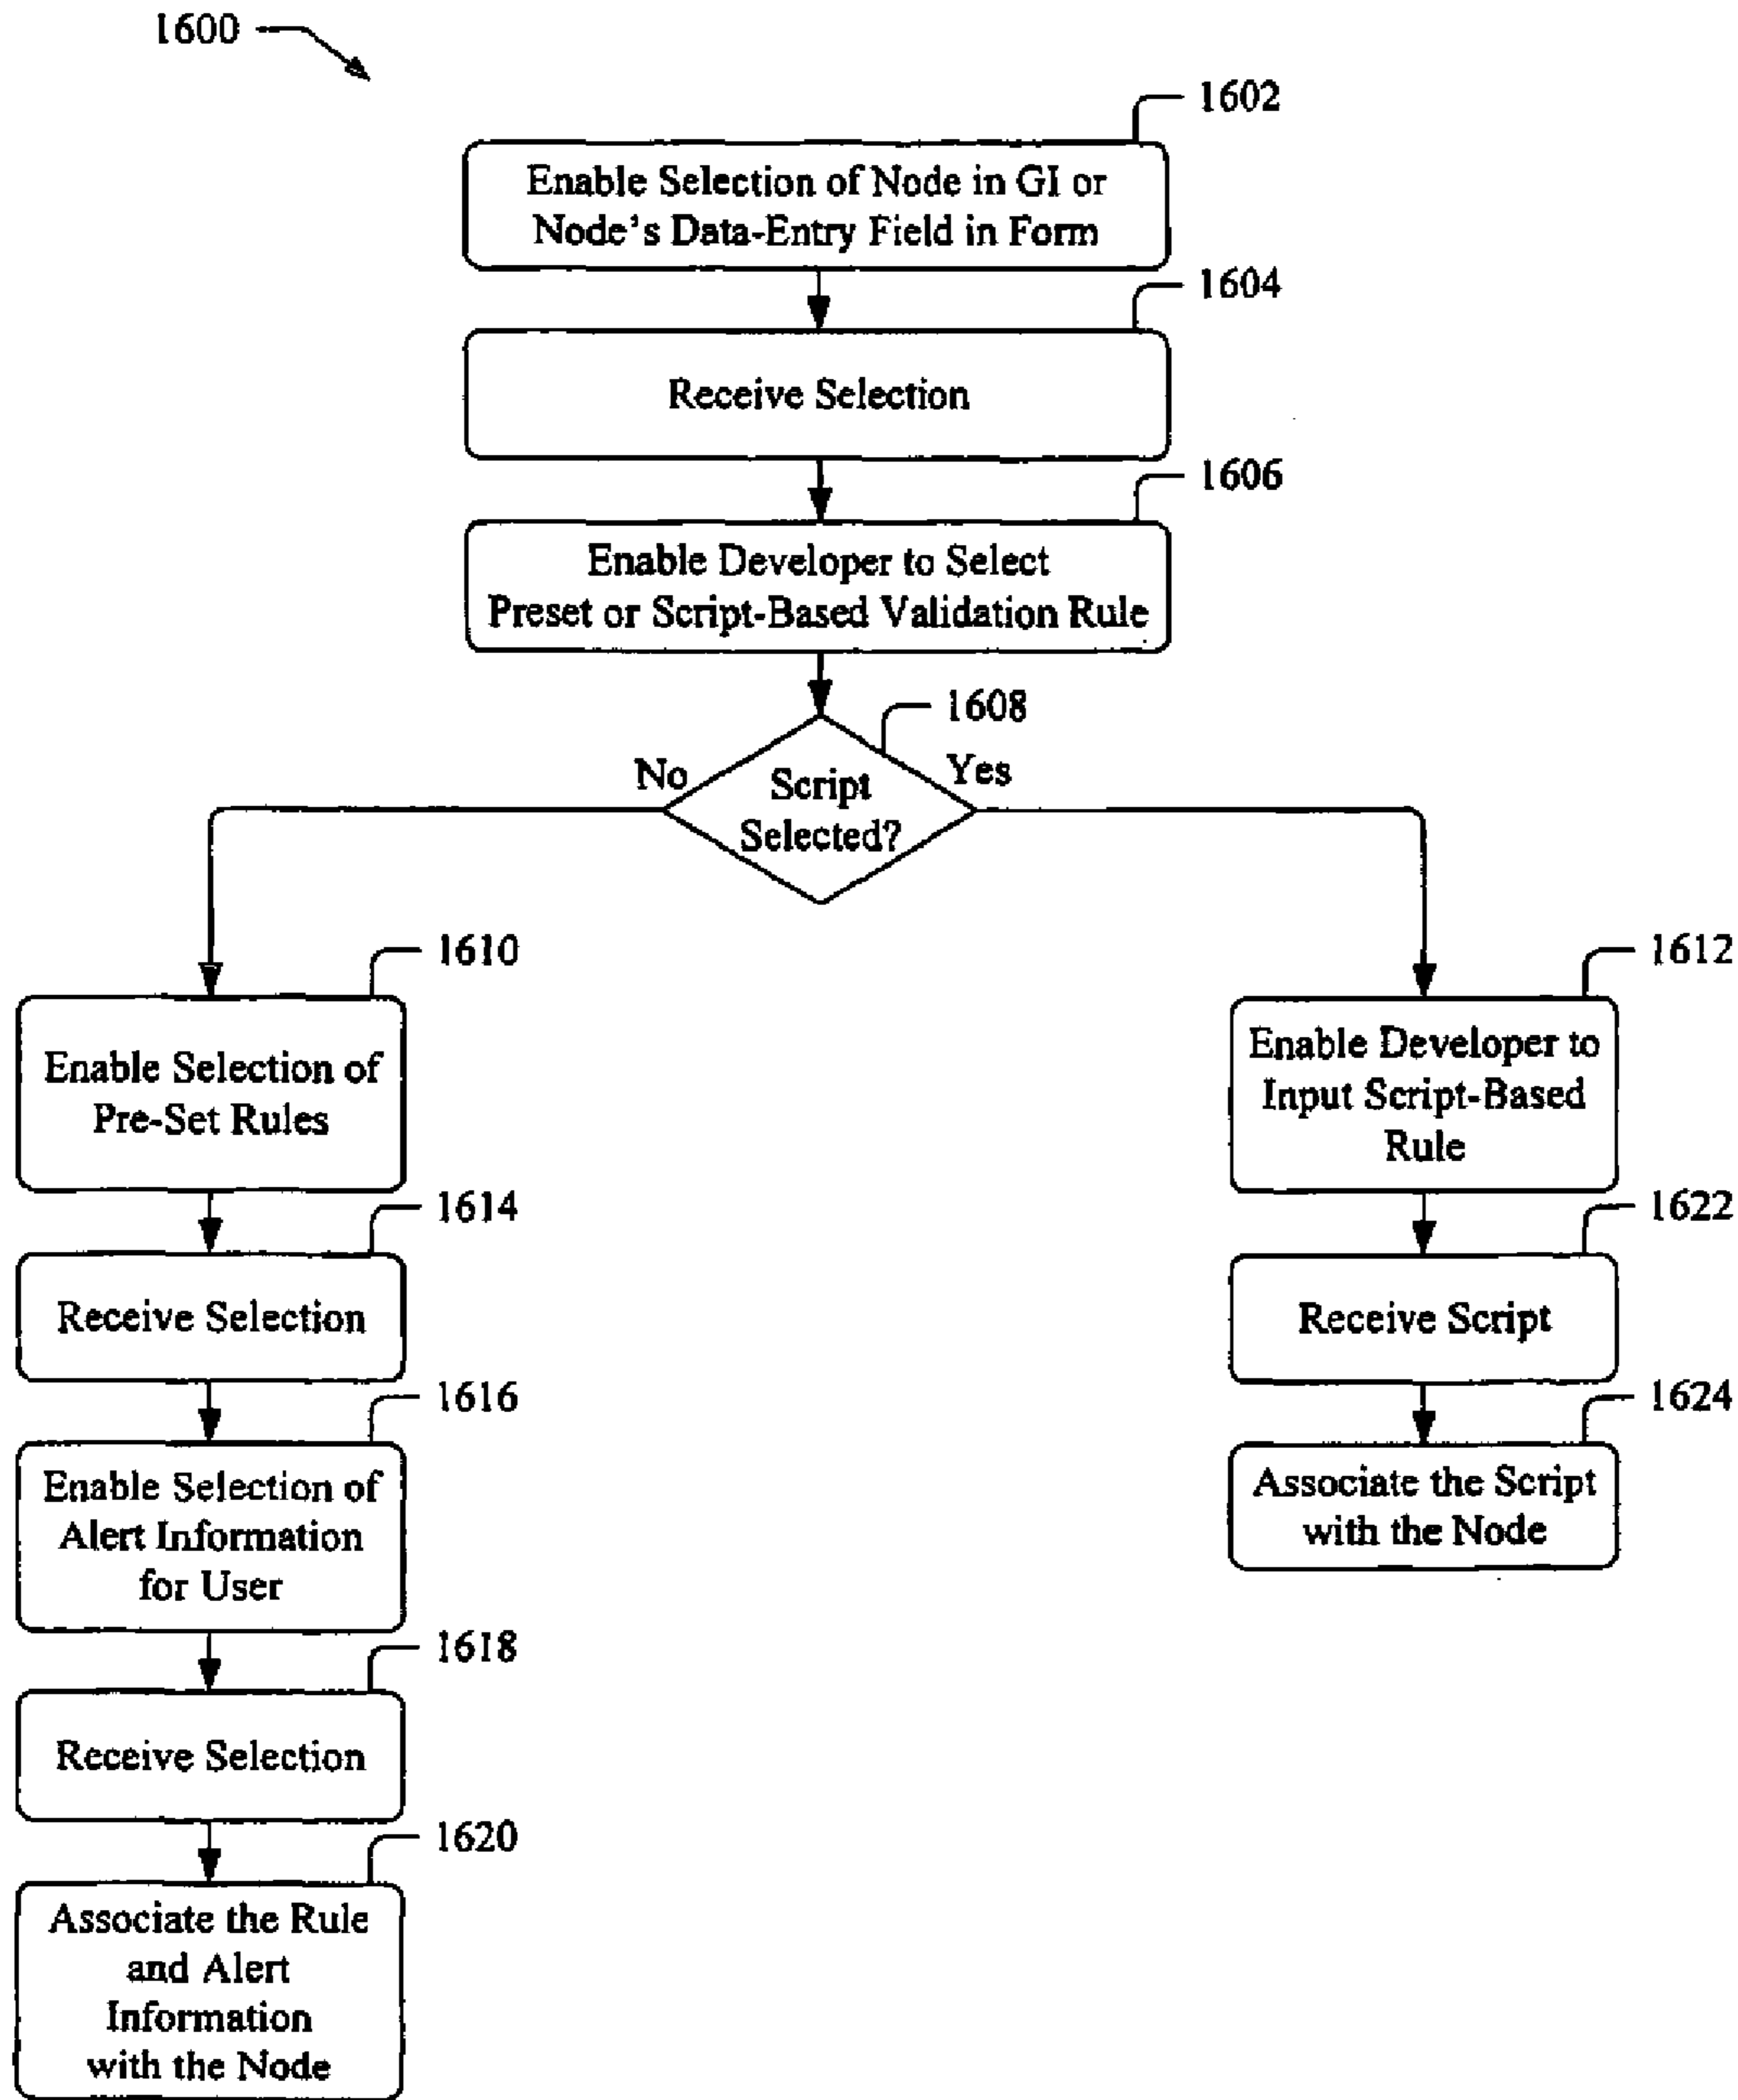 1600
1602
Enable Selection of Node in GI or
Node's Data-Entry Field in Form
1604
Receive Selection
1606
Enable Developer to Select
Preset or Script-Based Validation Rule
1608
No
Yes
Script
Selected?
1610
Enable Selection of
Pre-Set Rules
1612
Enable Developer to
Input Script-Based
Rule
1614
Receive Selection
1622
Receive Script
1616
Enable Selection of
Alert Information
for User
1624
Associate the Script
with the Node
1618
Receive Selection
1620
Associate the Rule
and Alert
Information
with the Node